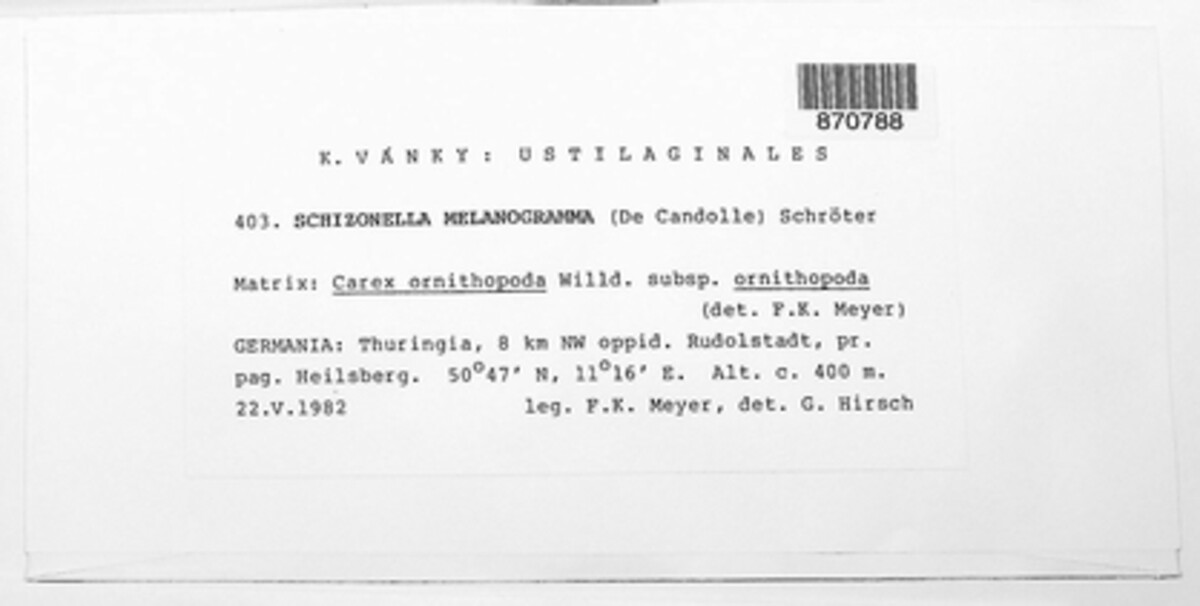 870788
K. VÁNKY: USTILAGINALES
403. SCHIZONELLA MELANOGRAMMA (De Candolle) Schröter
Matrix: Carex ornithopoda Willd. subsp. ornithopoda
(det. F.K. Meyer)
GERMANIA: Thuringia, 8 km NW oppid. Rudolstadt, pr.
pag. Heilsberg. 50°47' N, 11°16' E. Alt. c. 400 m.
22.V.1982 leg. F.K. Meyer, det. G. Hirsch